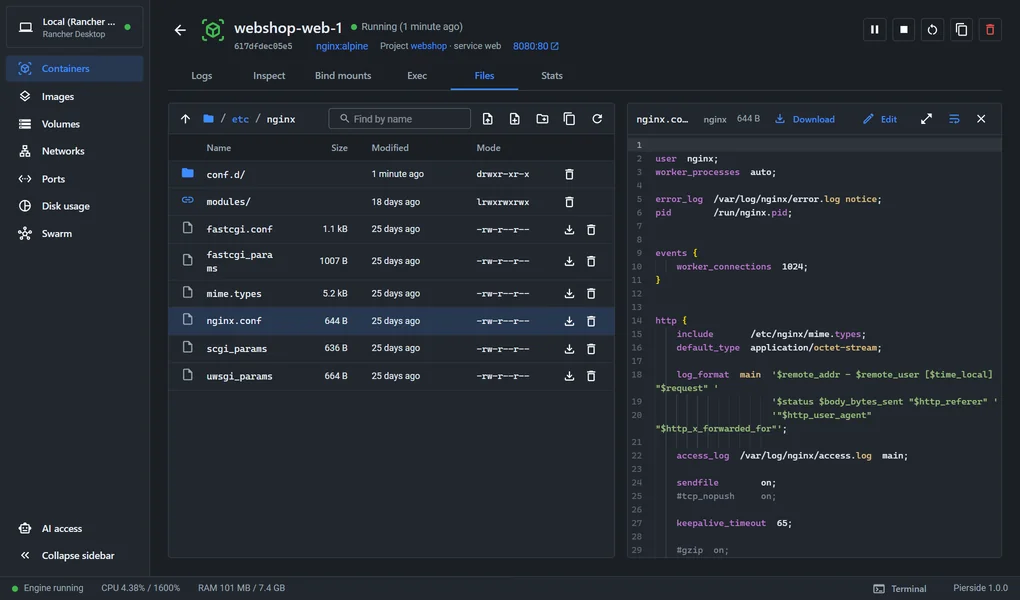 Local (Rancher ...
Rancher Desktop
Containers
Images
Volumes
Networks
Ports
Disk usage
Swarm
AI access
Collapse sidebar
webshop-web-1 Running (1 minute ago)
617dfdec05e5 nginx:alpine Project webshop · service web 8080:80
Logs Inspect Bind mounts Exec Files Stats
/ etc / nginx Find by name
Name Size Modified Mode
conf.d/ 1 minute ago drwxr-xr-x
modules/ 18 days ago lrwxrwxrwx
fastcgi.conf 1.1 kB 25 days ago -rw-r--r--
fastcgi_para
ms 1007 B 25 days ago -rw-r--r--
mime.types 5.2 kB 25 days ago -rw-r--r--
nginx.conf 644 B 25 days ago -rw-r--r--
scgi_params 636 B 25 days ago -rw-r--r--
uwsgi_params 664 B 25 days ago -rw-r--r--
nginx.co... nginx 644 B Download Edit
1
2 user nginx;
3 worker_processes auto;
4
5 error_log /var/log/nginx/error.log notice;
6 pid /run/nginx.pid;
7
8
9 events {
10 worker_connections 1024;
11 }
12
13
14 http {
15 include /etc/nginx/mime.types;
16 default_type application/octet-stream;
17
18 log_format main '$remote_addr - $remote_user [$time_local]
"$request" '
19 '$status $body_bytes_sent "$http_referer" '
20 '"$http_user_agent"
"$http_x_forwarded_for"';
21
22 access_log /var/log/nginx/access.log main;
23
24 sendfile on;
25 #tcp_nopush on;
26
27 keepalive_timeout 65;
28
29 #gzip on;
Engine running CPU 4.38% / 1600% RAM 101 MB / 7.4 GB Terminal Pierside 1.0.0